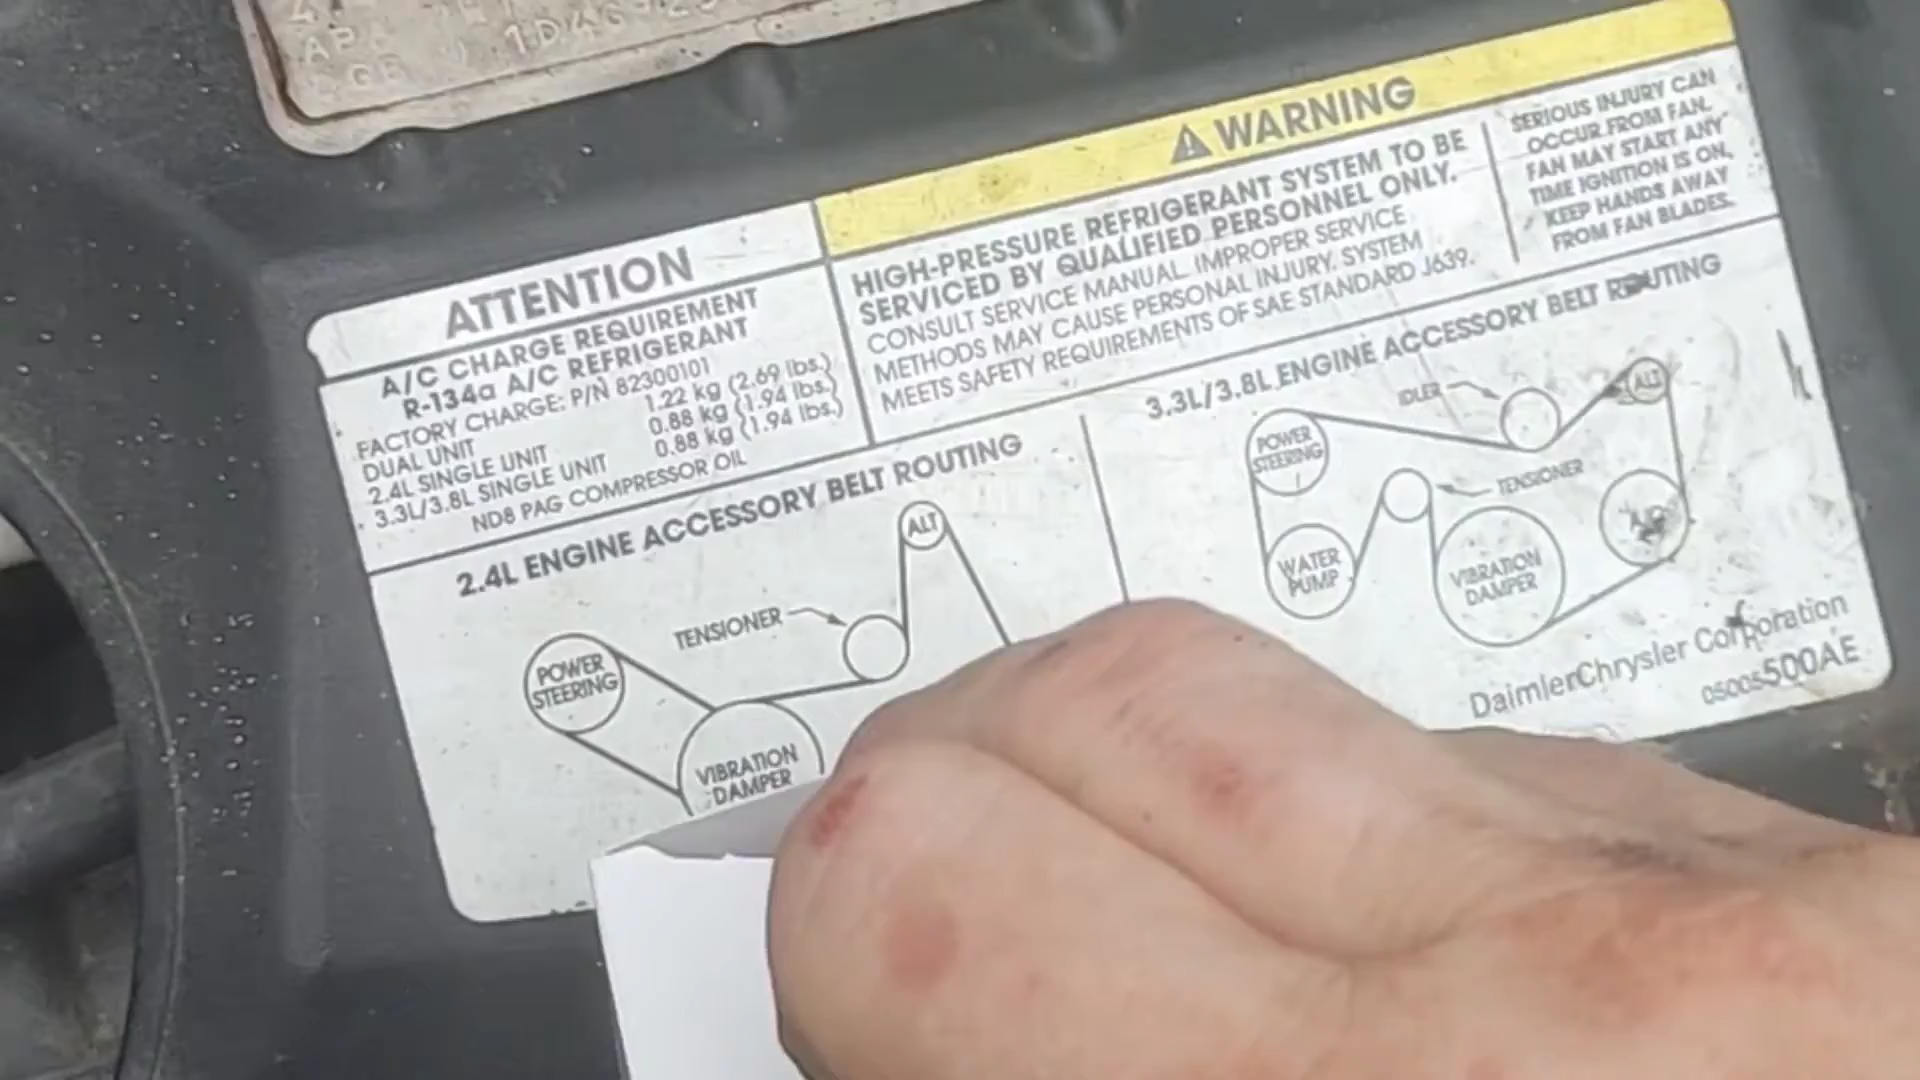 ATTENTION
A/C CHARGE REQUIREMENT
R-134a A/C REFRIGERANT
FACTORY CHARGE: P/N 82300101
DUAL UNIT 1.22 kg (2.69 lbs.)
2.4L SINGLE UNIT 0.88 kg (1.94 lbs.)
3.3L/3.8L SINGLE UNIT 0.88 kg (1.94 lbs.)
ND8 PAG COMPRESSOR OIL
WARNING
HIGH-PRESSURE REFRIGERANT SYSTEM TO BE
SERVICED BY QUALIFIED PERSONNEL ONLY.
CONSULT SERVICE MANUAL. IMPROPER SERVICE
METHODS MAY CAUSE PERSONAL INJURY. SYSTEM
MEETS SAFETY REQUIREMENTS OF SAE STANDARD J639.
SERIOUS INJURY CAN
OCCUR FROM FAN.
FAN MAY START ANY
TIME IGNITION IS ON.
KEEP HANDS AWAY
FROM FAN BLADES.
2.4L ENGINE ACCESSORY BELT ROUTING
ALT
TENSIONER
POWER
STEERING
VIBRATION
DAMPER
3.3L/3.8L ENGINE ACCESSORY BELT ROUTING
IDLER
ALT
POWER
STEERING
TENSIONER
A/C
WATER
PUMP
VIBRATION
DAMPER
DaimlerChrysler Corporation
05005500AE